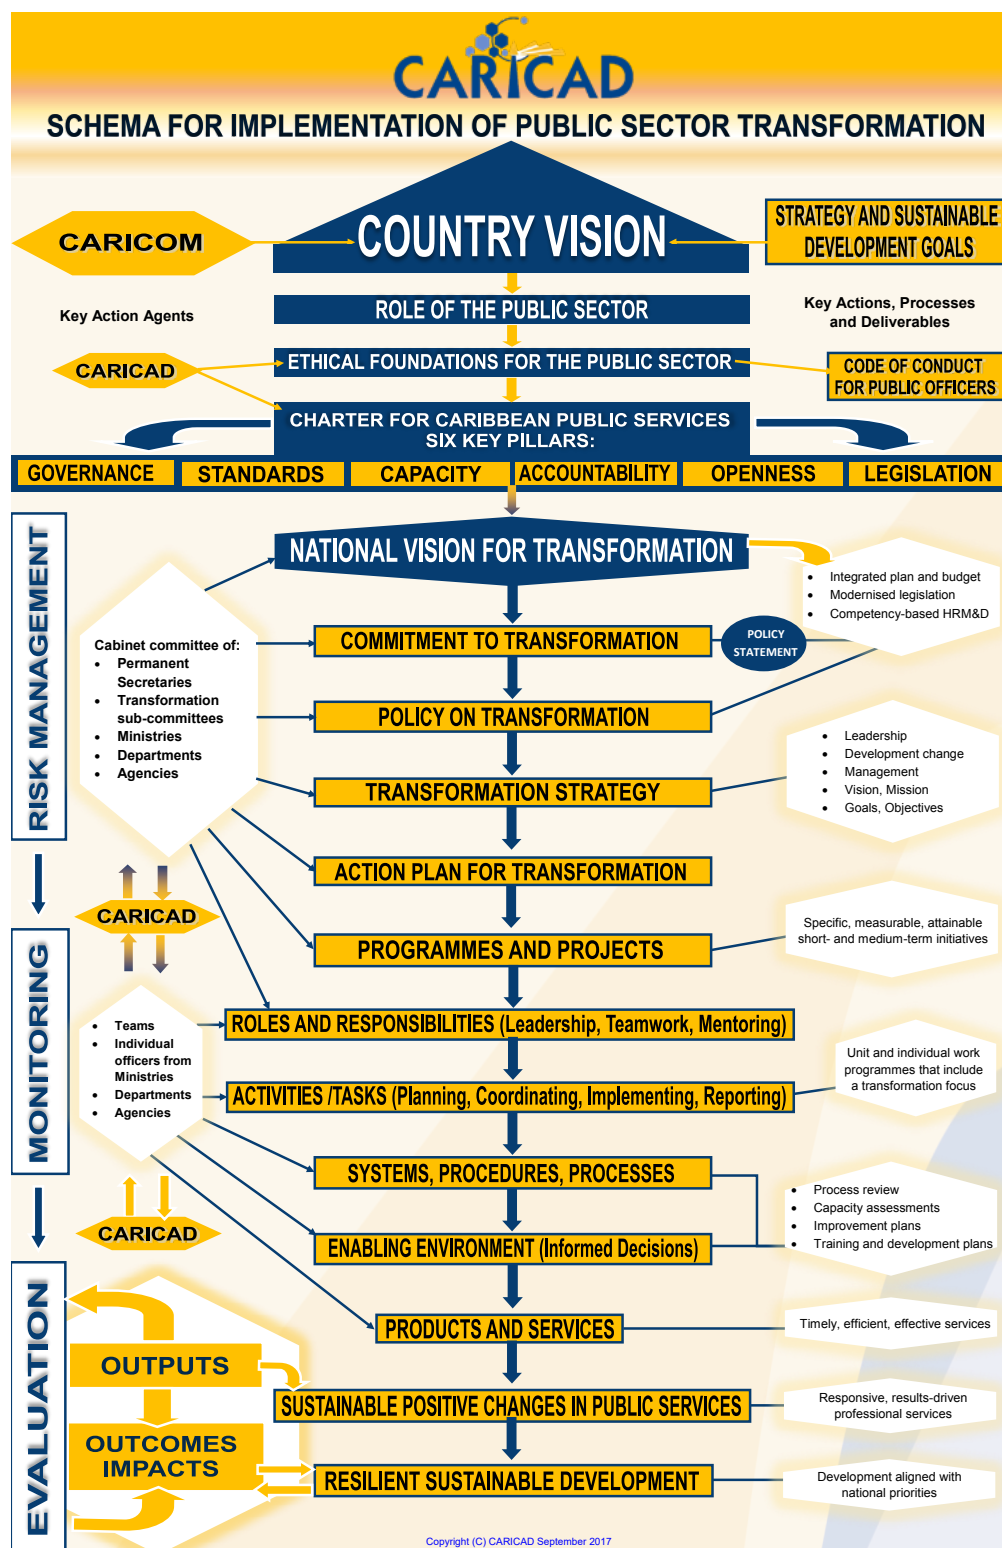 CARICAD
SCHEMA FOR IMPLEMENTATION OF PUBLIC SECTOR TRANSFORMATION
COUNTRY VISION
CARICOM
STRATEGY AND SUSTAINABLE
DEVELOPMENT GOALS
Key Action Agents
ROLE OF THE PUBLIC SECTOR
Key Actions, Processes
and Deliverables
CARICAD
ETHICAL FOUNDATIONS FOR THE PUBLIC SECTOR
CODE OF CONDUCT
FOR PUBLIC OFFICERS
CHARTER FOR CARIBBEAN PUBLIC SERVICES
SIX KEY PILLARS:
GOVERNANCE
STANDARDS
CAPACITY
ACCOUNTABILITY
OPENNESS
LEGISLATION
RISK MANAGEMENT
NATIONAL VISION FOR TRANSFORMATION
• Integrated plan and budget
• Modernised legislation
• Competency-based HRM&D
Cabinet committee of:
• Permanent
Secretaries
• Transformation
sub-committees
• Ministries
• Departments
• Agencies
COMMITMENT TO TRANSFORMATION
POLICY
STATEMENT
POLICY ON TRANSFORMATION
TRANSFORMATION STRATEGY
• Leadership
• Development change
• Management
• Vision, Mission
• Goals, Objectives
ACTION PLAN FOR TRANSFORMATION
CARICAD
PROGRAMMES AND PROJECTS
Specific, measurable, attainable
short- and medium-term initiatives
MONITORING
• Teams
• Individual
officers from
Ministries
• Departments
• Agencies
ROLES AND RESPONSIBILITIES (Leadership, Teamwork, Mentoring)
ACTIVITIES /TASKS (Planning, Coordinating, Implementing, Reporting)
Unit and individual work
programmes that include
a transformation focus
SYSTEMS, PROCEDURES, PROCESSES
CARICAD
ENABLING ENVIRONMENT (Informed Decisions)
• Process review
• Capacity assessments
• Improvement plans
• Training and development plans
EVALUATION
PRODUCTS AND SERVICES
Timely, efficient, effective services
OUTPUTS
SUSTAINABLE POSITIVE CHANGES IN PUBLIC SERVICES
Responsive, results-driven
professional services
OUTCOMES
IMPACTS
RESILIENT SUSTAINABLE DEVELOPMENT
Development aligned with
national priorities
Copyright (C) CARICAD September 2017